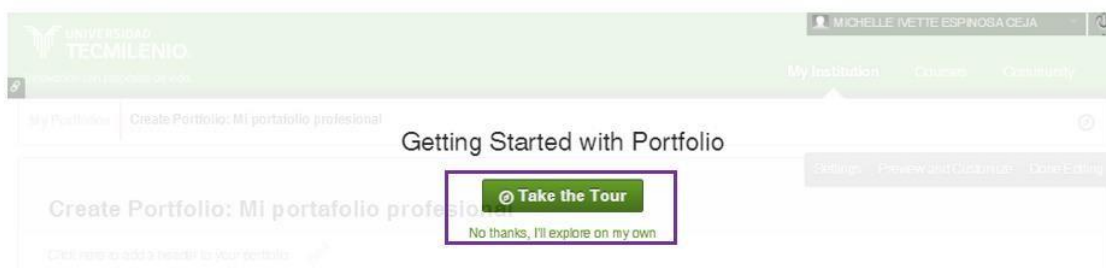 MICHELLE IVETTE ESPINOSA CEJA
UNIVERSIDAD
TECMILENIO
My Institution Courses Community
My Portfolios Create Portfolio: Mi portafolio profesional
Getting Started with Portfolio
Settings Preview and Customize Done Editing
Take the Tour
Create Portfolio: Mi portafolio profesional
No thanks, I'll explore on my own
Click here to add a header to your portfolio.